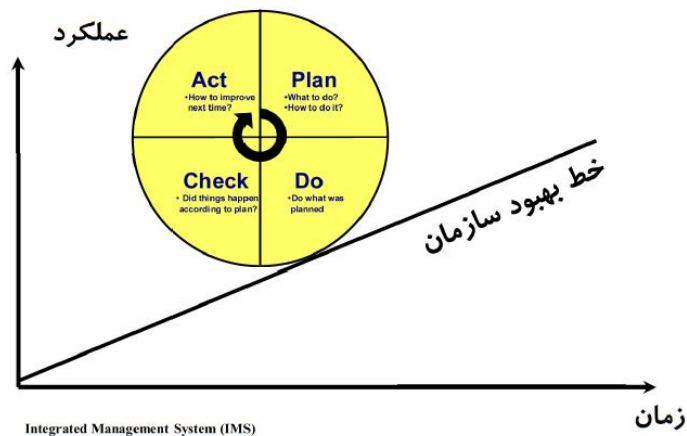 عملکرد
Act
•How to improve
next time?
Plan
•What to do?
•How to do it?
Check
• Did things happen
according to plan?
Do
•Do what was
planned
خط بهبود سازمان
زمان
Integrated Management System (IMS)